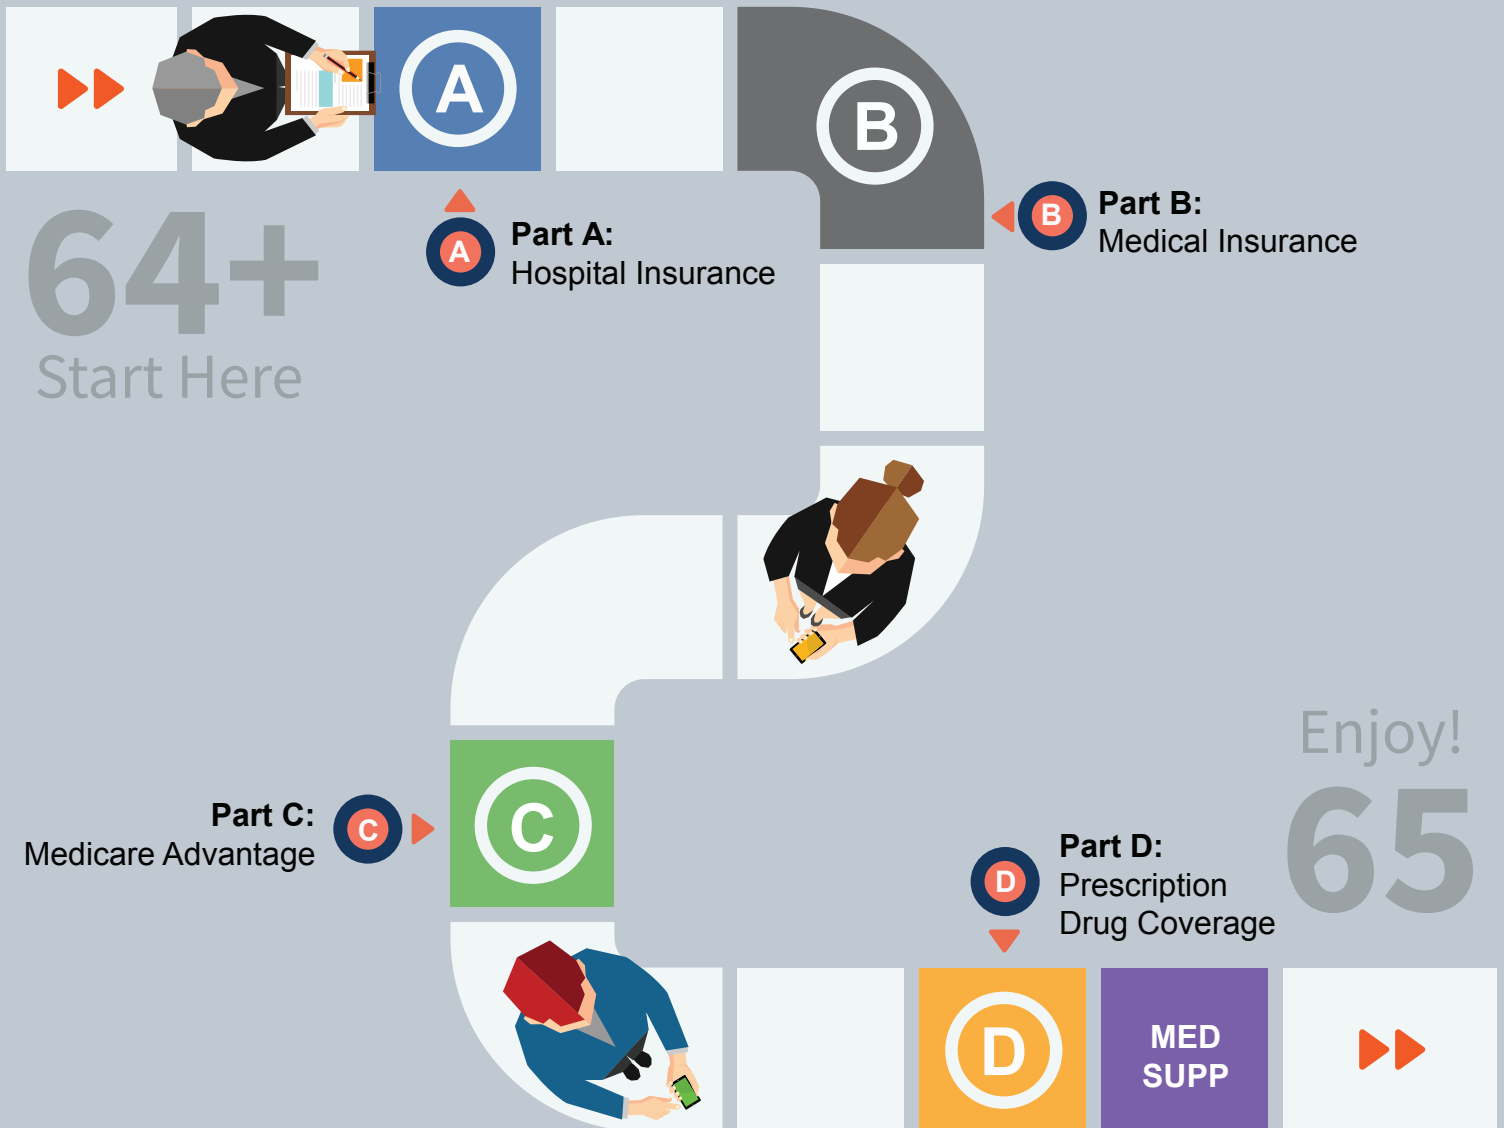 A
B
A
Part A:
Hospital Insurance
B
Part B:
Medical Insurance
64+
Start Here
C
Part C:
Medicare Advantage
C
Enjoy!
65
D
Part D:
Prescription
Drug Coverage
D
MED
SUPP